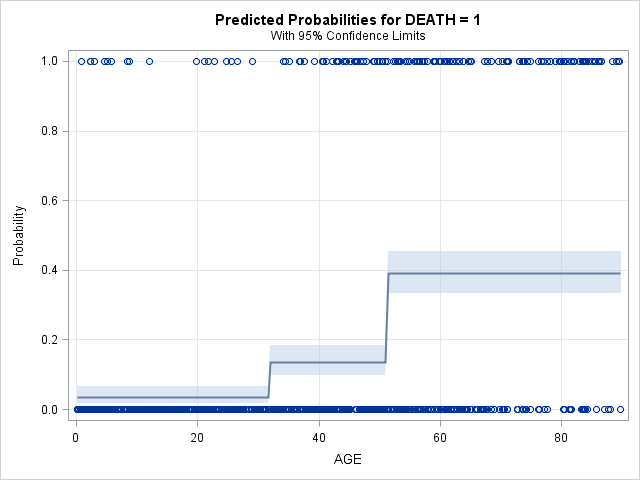 Predicted Probabilities for DEATH = 1
With 95% Confidence Limits
1.0
0.8
0.6
0.4
0.2
0.0
Probability
0 20 40 60 80
AGE